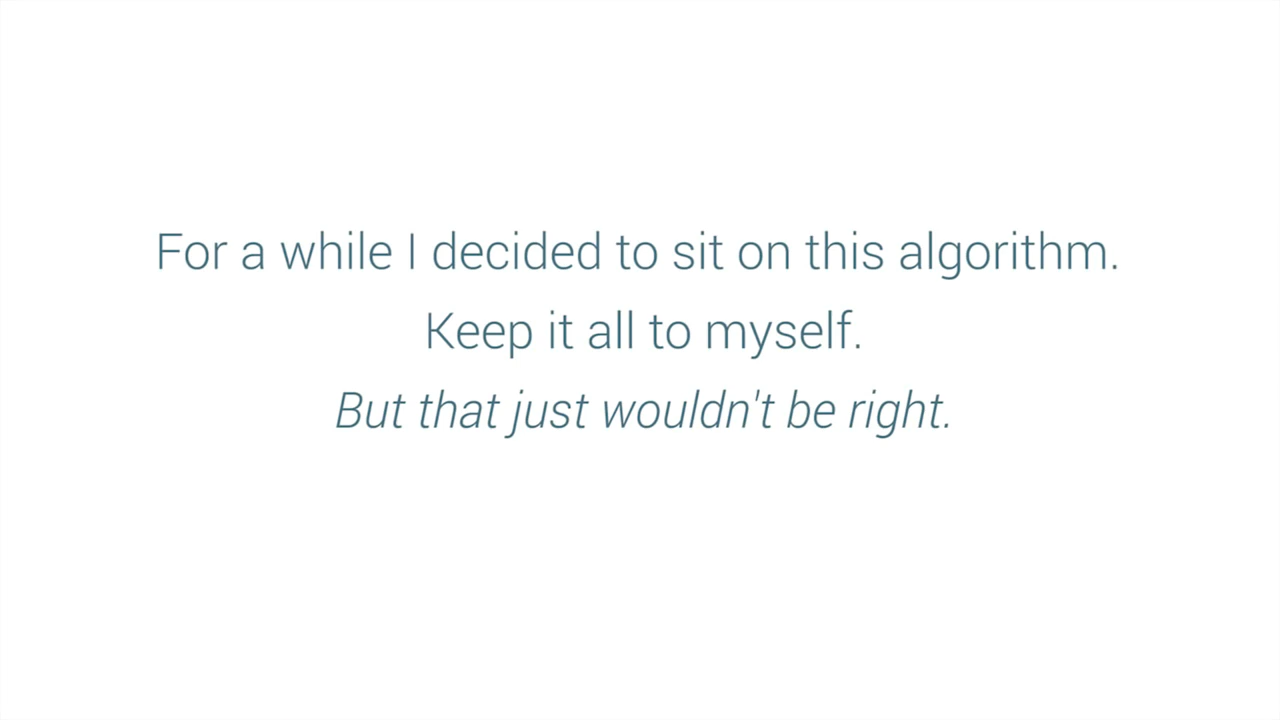 For a while I decided to sit on this algorithm.
Keep it all to myself.
But that just wouldn't be right.